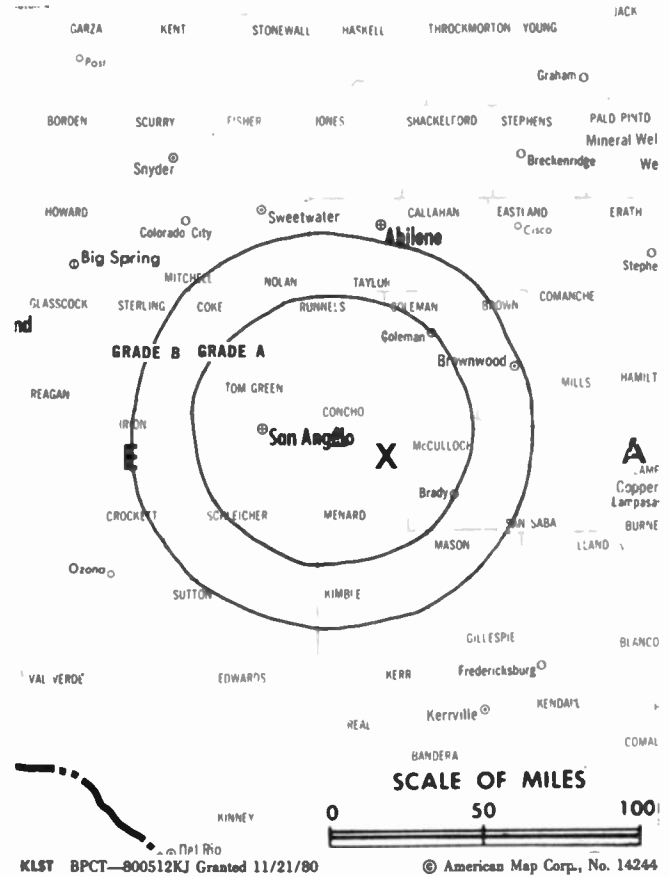 JACK
GARZA KENT STONEWALL HASKELL THROCKMORTON YOUNG
Post
Graham
BORDEN SCURRY FISHER JONES SHACKELFORD STEPHENS PALO PINTO
Mineral Wel
Snyder Breckenridge We
HOWARD Sweetwater CALLAHAN EASTLAND ERATH
Colorado City Abilene Cisco
Big Spring Stephe
MITCHELL NOLAN TAYLOR
GLASSCOCK STERLING COKE RUNNELS COLEMAN BROWN COMANCHE
nd
Coleman
GRADE B GRADE A
Brownwood
REAGAN TOM GREEN MILLS HAMILT
IRION CONCHO
San Angelo McCULLOCH
E X A
LAMP
Brady Copper
Lampasa
CROCKETT SCHLEICHER MENARD SAN SABA BURNE
MASON LLANO
Ozona
SUTTON KIMBLE
GILLESPIE BLANCO
VAL VERDE EDWARDS KERR Fredericksburg
Kerrville KENDALL
REAL
COMAL
BANDERA
SCALE OF MILES
0 50 100
KINNEY
Del Rio
KLST BPCT—800512KJ Granted 11/21/80 © American Map Corp., No. 14244